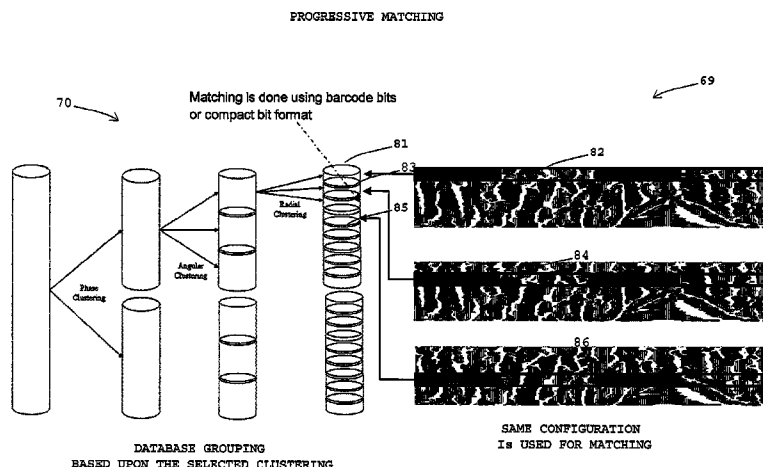 PROGRESSIVE MATCHING
69
70
Matching is done using barcode bits
or compact bit format
81
82
83
85
Radial
Clustering
Angular
Clustering
Phase
Clustering
84
86
SAME CONFIGURATION
Is USED FOR MATCHING
DATABASE GROUPING
BASED UPON THE SELECTED CLUSTERING